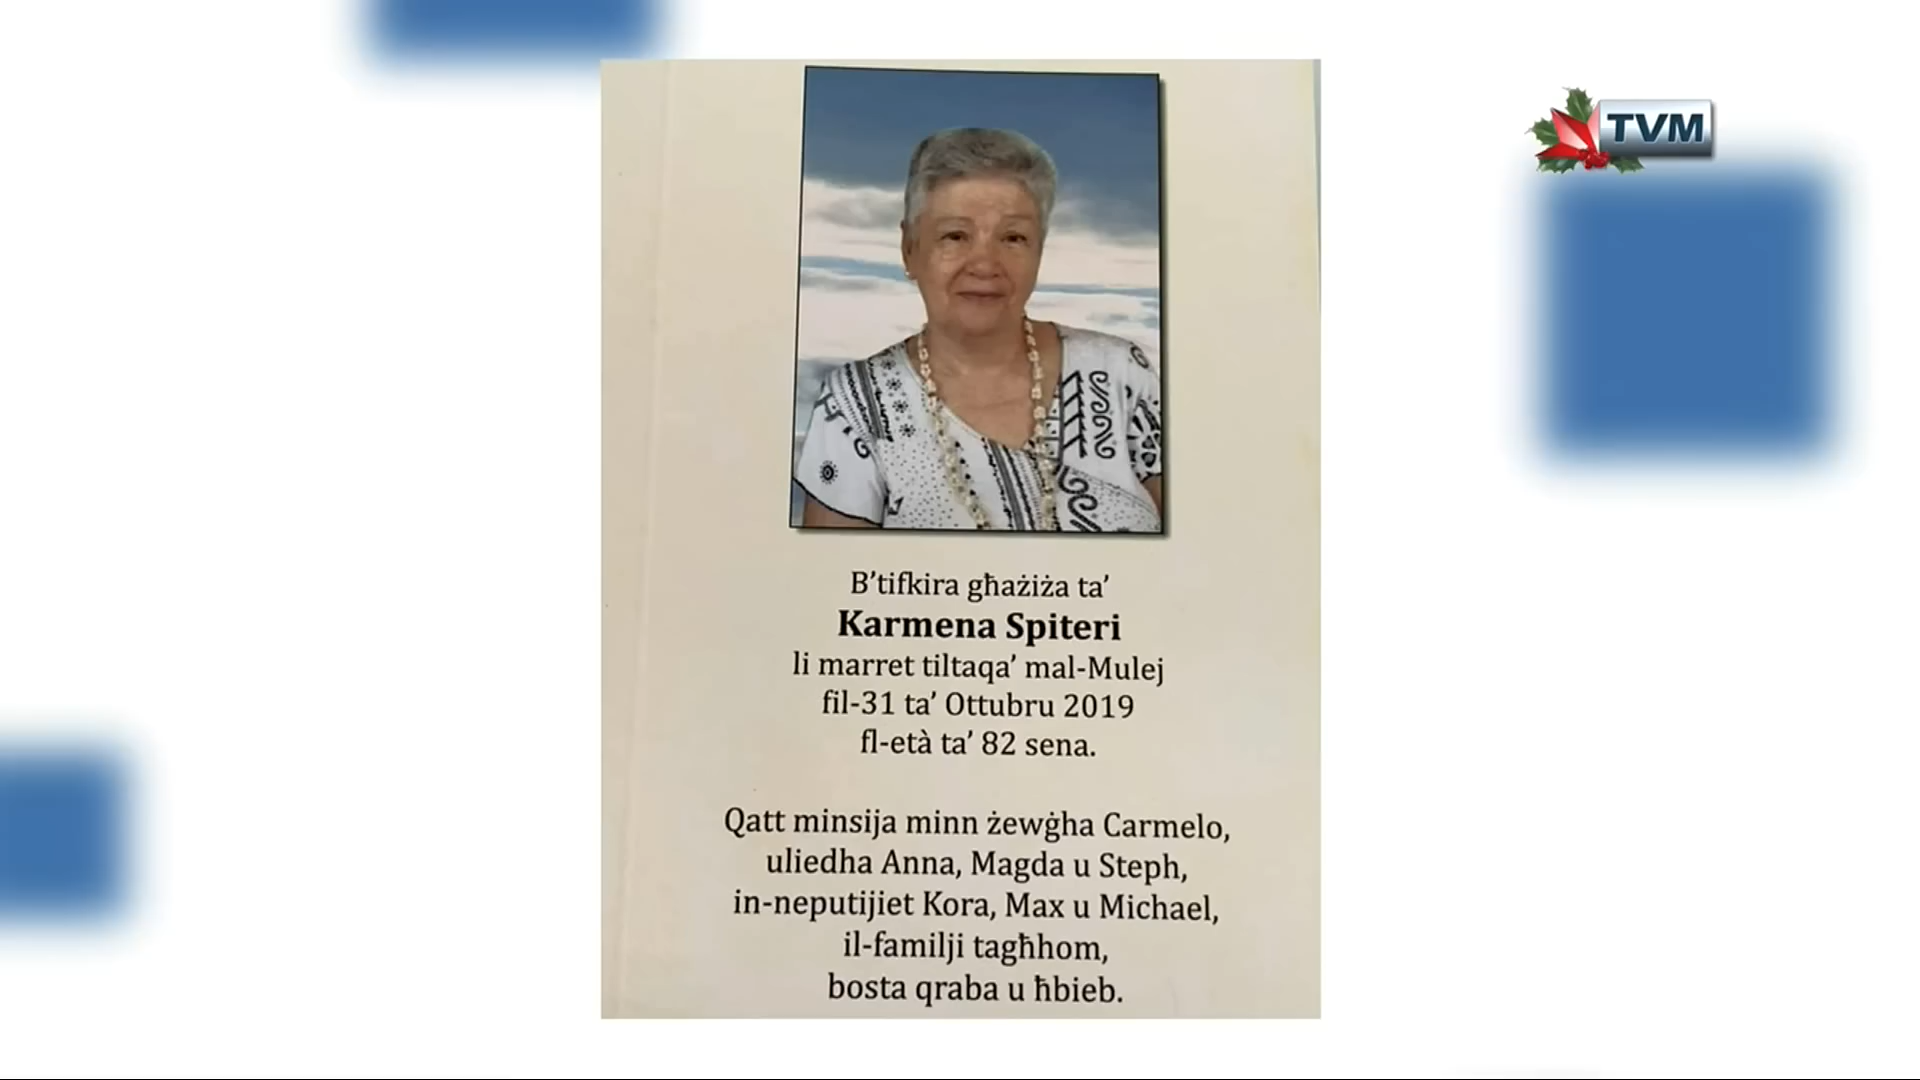 TVM
B'tifkira għażiża ta'
Karmena Spiteri
li marret tiltaqa' mal-Mulej
fil-31 ta' Ottubru 2019
fl-età ta' 82 sena.
Qatt minsija minn żewġha Carmelo,
uliedha Anna, Magda u Steph,
in-neputijiet Kora, Max u Michael,
il-familji tagħhom,
bosta qraba u ħbieb.